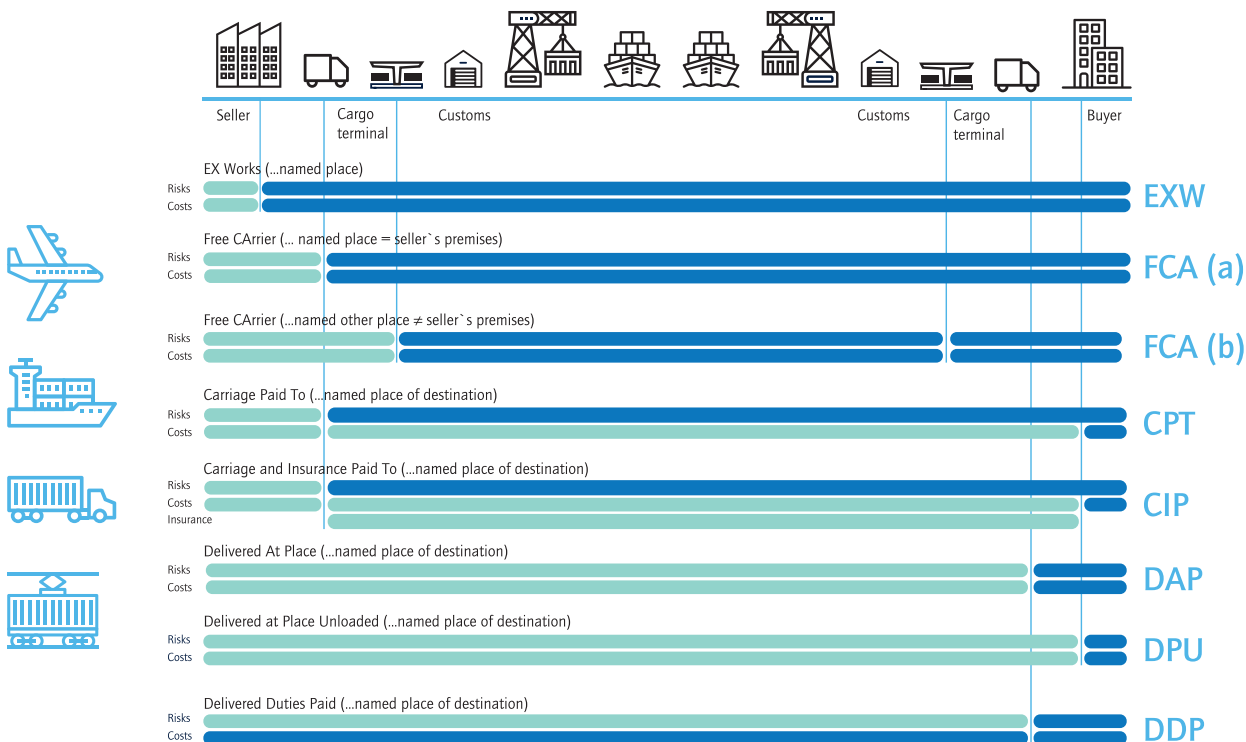 Seller
Cargo
terminal
Customs
Customs
Cargo
terminal
Buyer
EX Works (...named place)
Risks
Costs
EXW
Free CArrier (... named place = seller`s premises)
Risks
Costs
FCA (a)
Free CArrier (...named other place ≠ seller`s premises)
Risks
Costs
FCA (b)
Carriage Paid To (...named place of destination)
Risks
Costs
CPT
Carriage and Insurance Paid To (...named place of destination)
Risks
Costs
Insurance
CIP
Delivered At Place (...named place of destination)
Risks
Costs
DAP
Delivered at Place Unloaded (...named place of destination)
Risks
Costs
DPU
Delivered Duties Paid (...named place of destination)
Risks
Costs
DDP